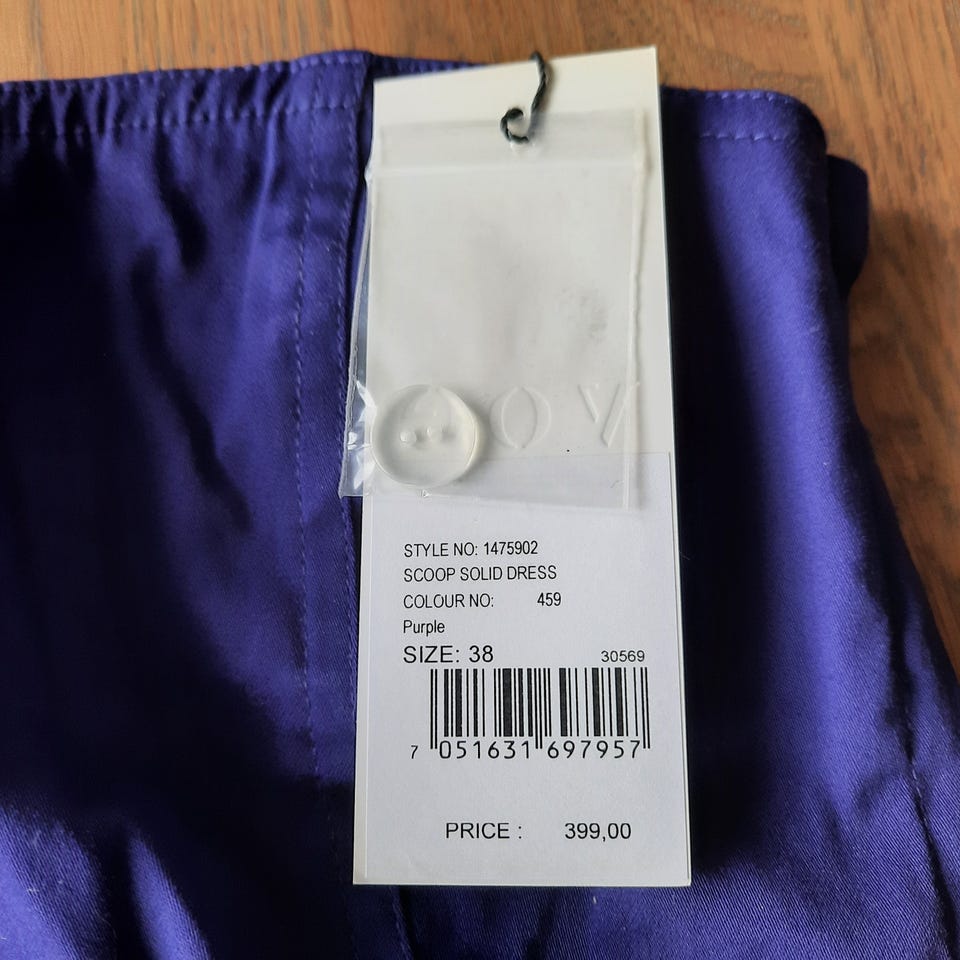 STYLE NO: 1475902
SCOOP SOLID DRESS
COLOUR NO: 459
Purple
SIZE: 38
30569
7 051631 697957
PRICE : 399,00